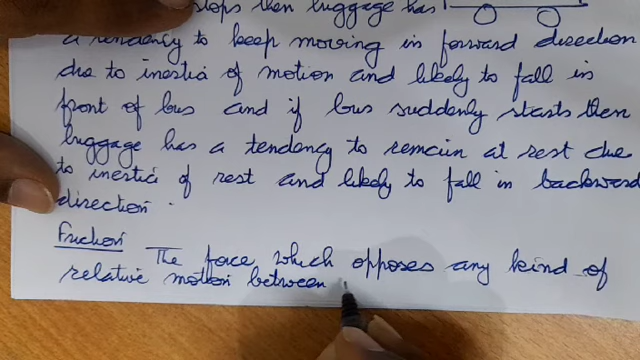 stops then luggage has
a tendency to keep moving in forward direction
due to inertia of motion and likely to fall in
front of bus and if bus suddenly starts then
luggage has a tendency to remain at rest due
to inertia of rest and likely to fall in backward
direction.
Friction The force which opposes any kind of
relative motion between